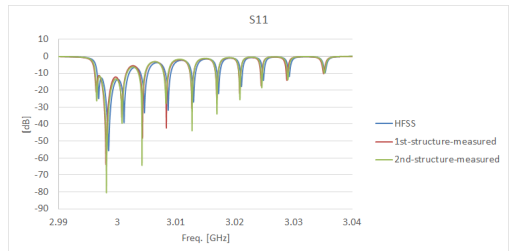 S11
10
0
-10
-20
-30
-40
-50
-60
-70
-80
-90
[dB]
2.99
3
3.01
3.02
3.03
3.04
Freq. [GHz]
HFSS
1st-structure-measured
2nd-structure-measured